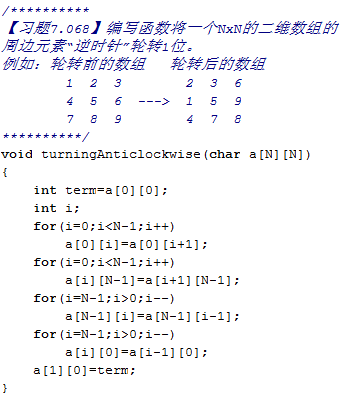 /**********
【习题7.068】编写函数将一个NxN的二维数组的
周边元素“逆时针”轮转1位。
例如：轮转前的数组   轮转后的数组
        1  2  3         2  3  6
        4  5  6  --->  1  5  9
        7  8  9         4  7  8
**********/
void turningAnticlockwise(char a[N][N])
{
    int term=a[0][0];
    int i;
    for(i=0;i<N-1;i++)
        a[0][i]=a[0][i+1];
    for(i=0;i<N-1;i++)
        a[i][N-1]=a[i+1][N-1];
    for(i=N-1;i>0;i--)
        a[N-1][i]=a[N-1][i-1];
    for(i=N-1;i>0;i--)
        a[i][0]=a[i-1][0];
    a[1][0]=term;
}